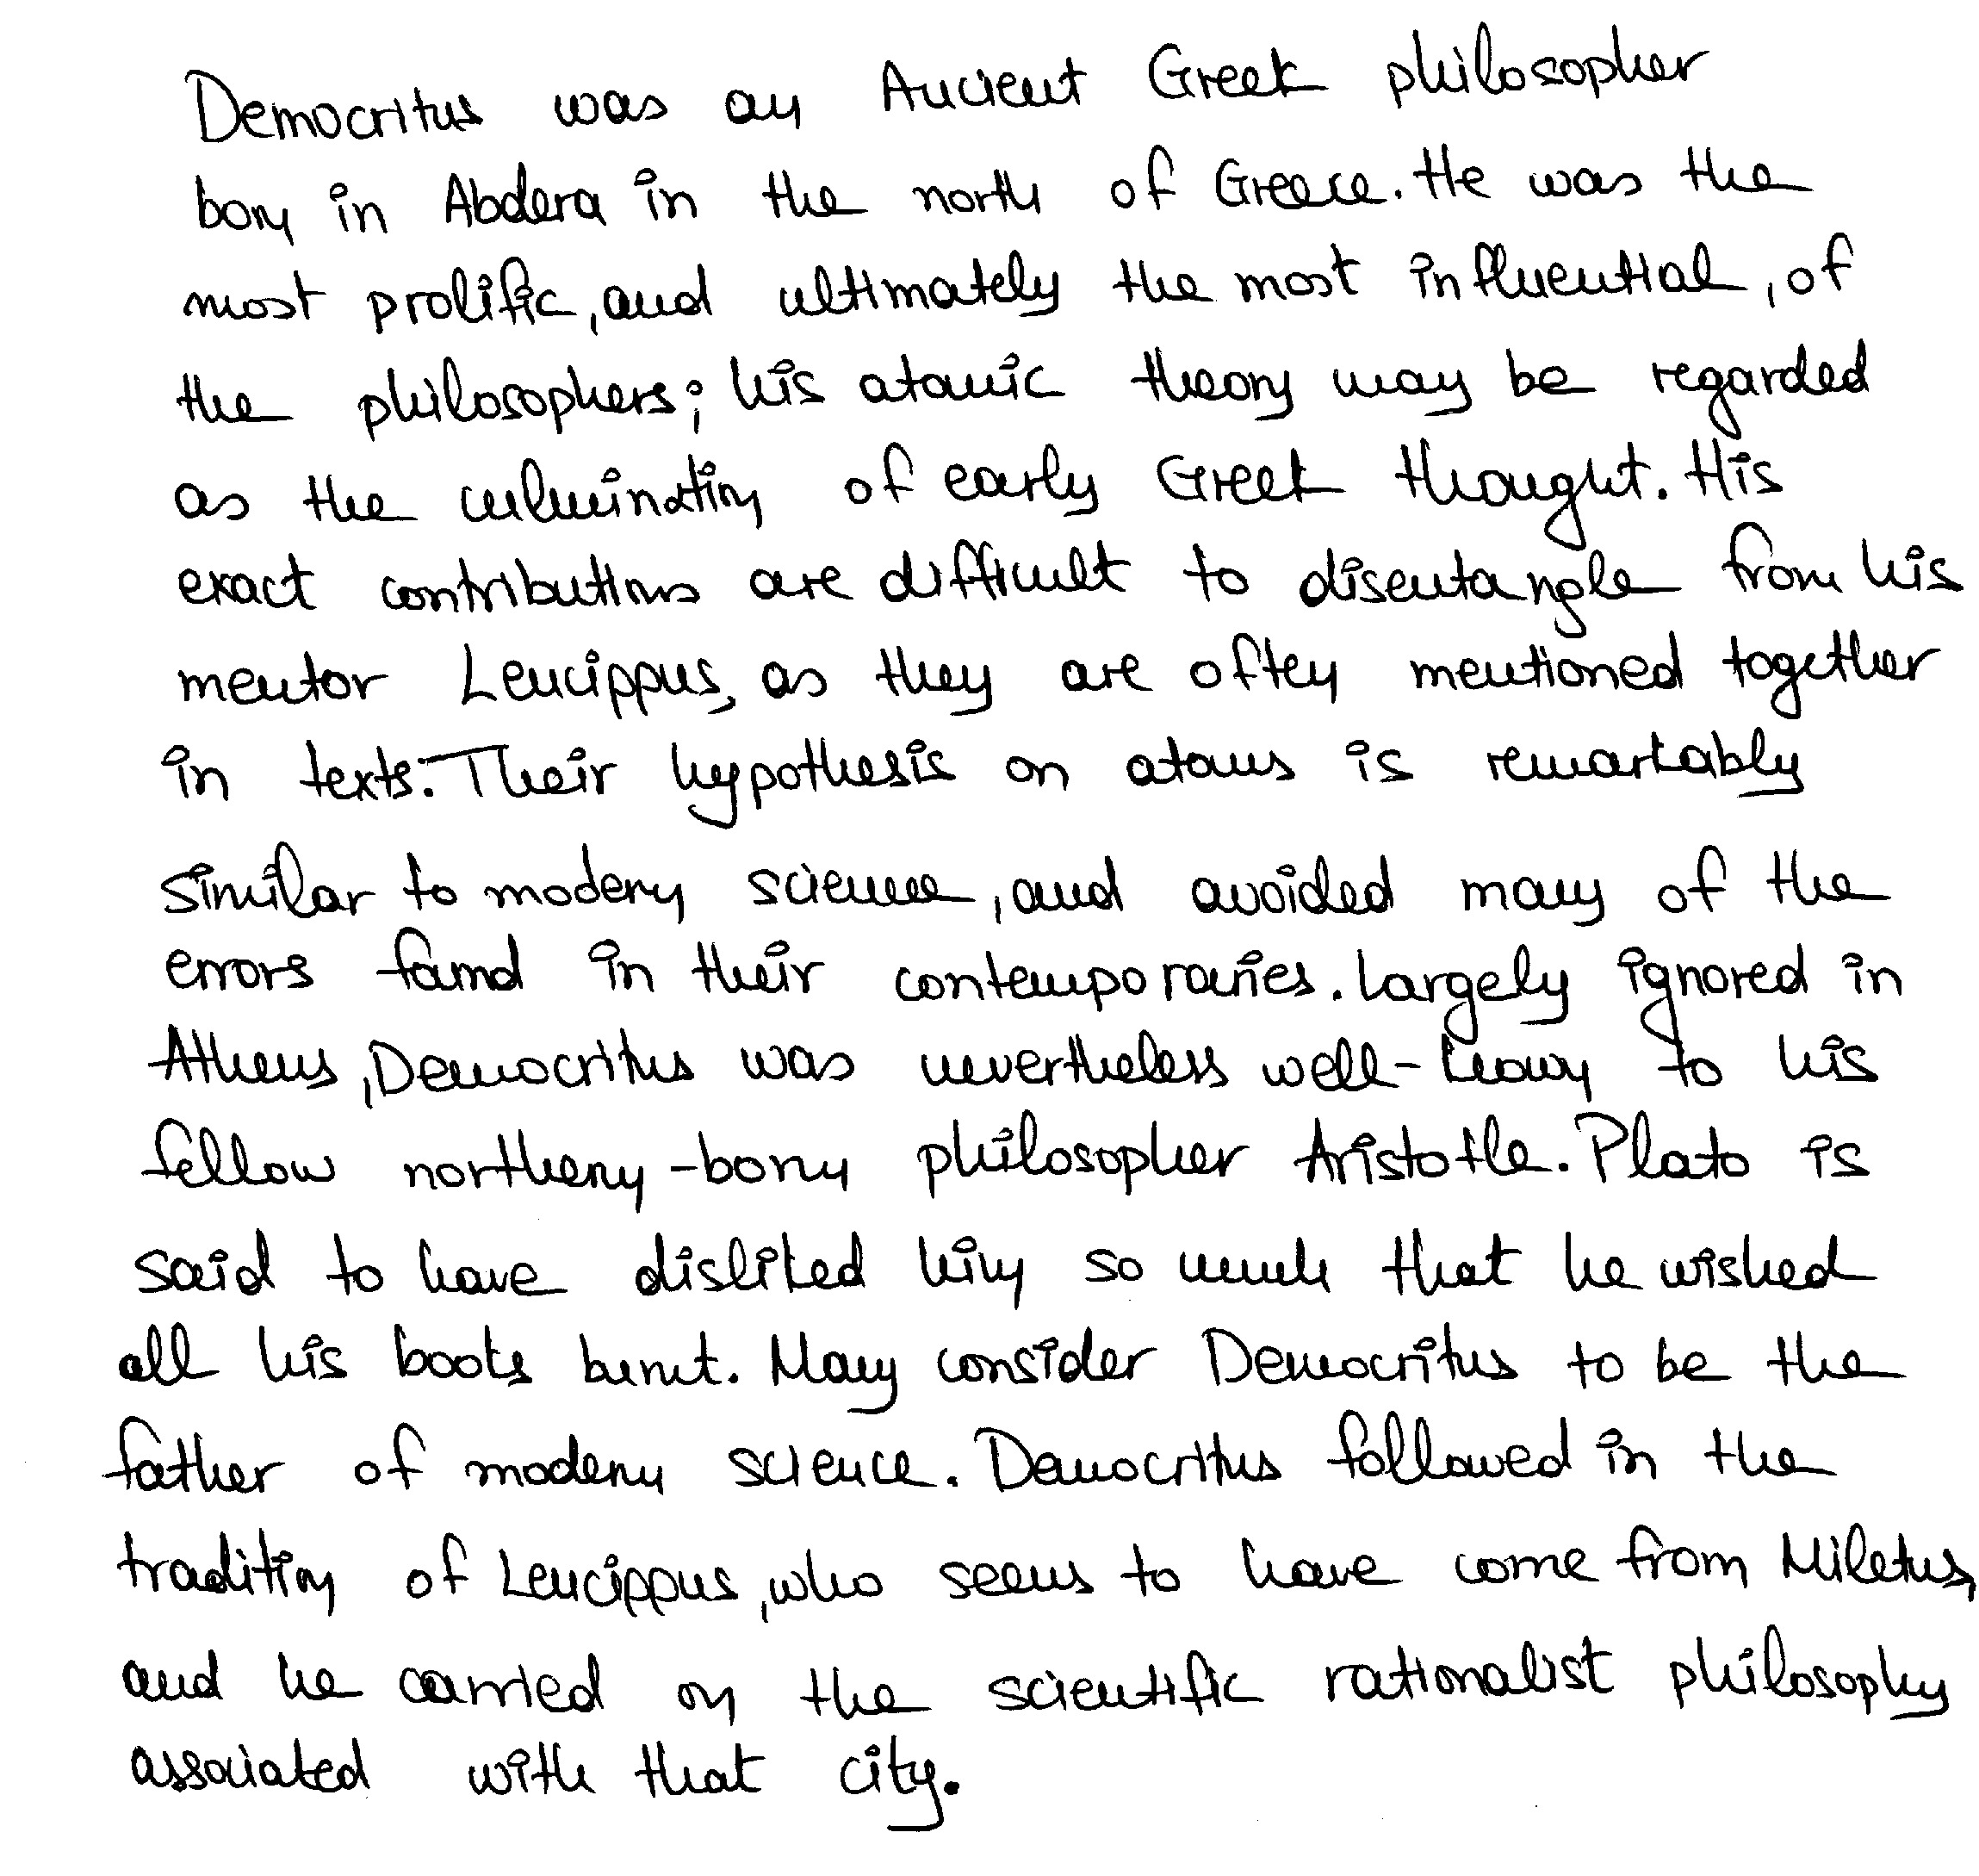 Democritus was an Ancient Greek philosopher
born in Abdera in the north of Greece. He was the
most prolific, and ultimately the most influential, of
the philosophers; his atomic theory may be regarded
as the culmination of early Greek thought. His
exact contributions are difficult to disentangle from his
mentor Leucippus, as they are often mentioned together
in texts. Their hypothesis on atoms is remarkably
similar to modern science, and avoided many of the
errors found in their contemporaries. Largely ignored in
Athens, Democritus was nevertheless well-known to his
fellow northern-born philosopher Aristotle. Plato is
said to have disliked him so much that he wished
all his books burnt. Many consider Democritus to be the
father of modern science. Democritus followed in the
tradition of Leucippus, who seems to have come from Miletus,
and he carried on the scientific rationalist philosophy
associated with that city.